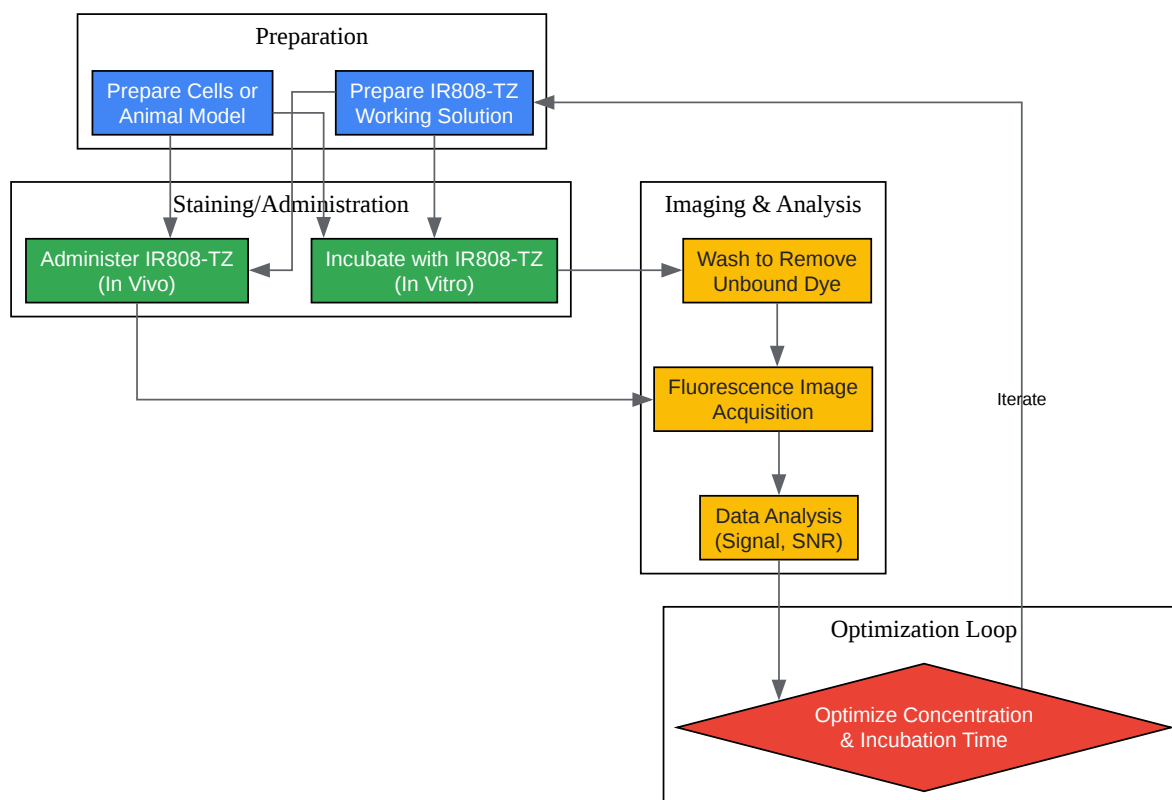 Preparation
Prepare Cells or
Animal Model
Prepare IR808-TZ
Working Solution
Staining/Administration
Administer IR808-TZ
(In Vivo)
Incubate with IR808-TZ
(In Vitro)
Imaging & Analysis
Wash to Remove
Unbound Dye
Fluorescence Image
Acquisition
Data Analysis
(Signal, SNR)
Iterate
Optimization Loop
Optimize Concentration
& Incubation Time